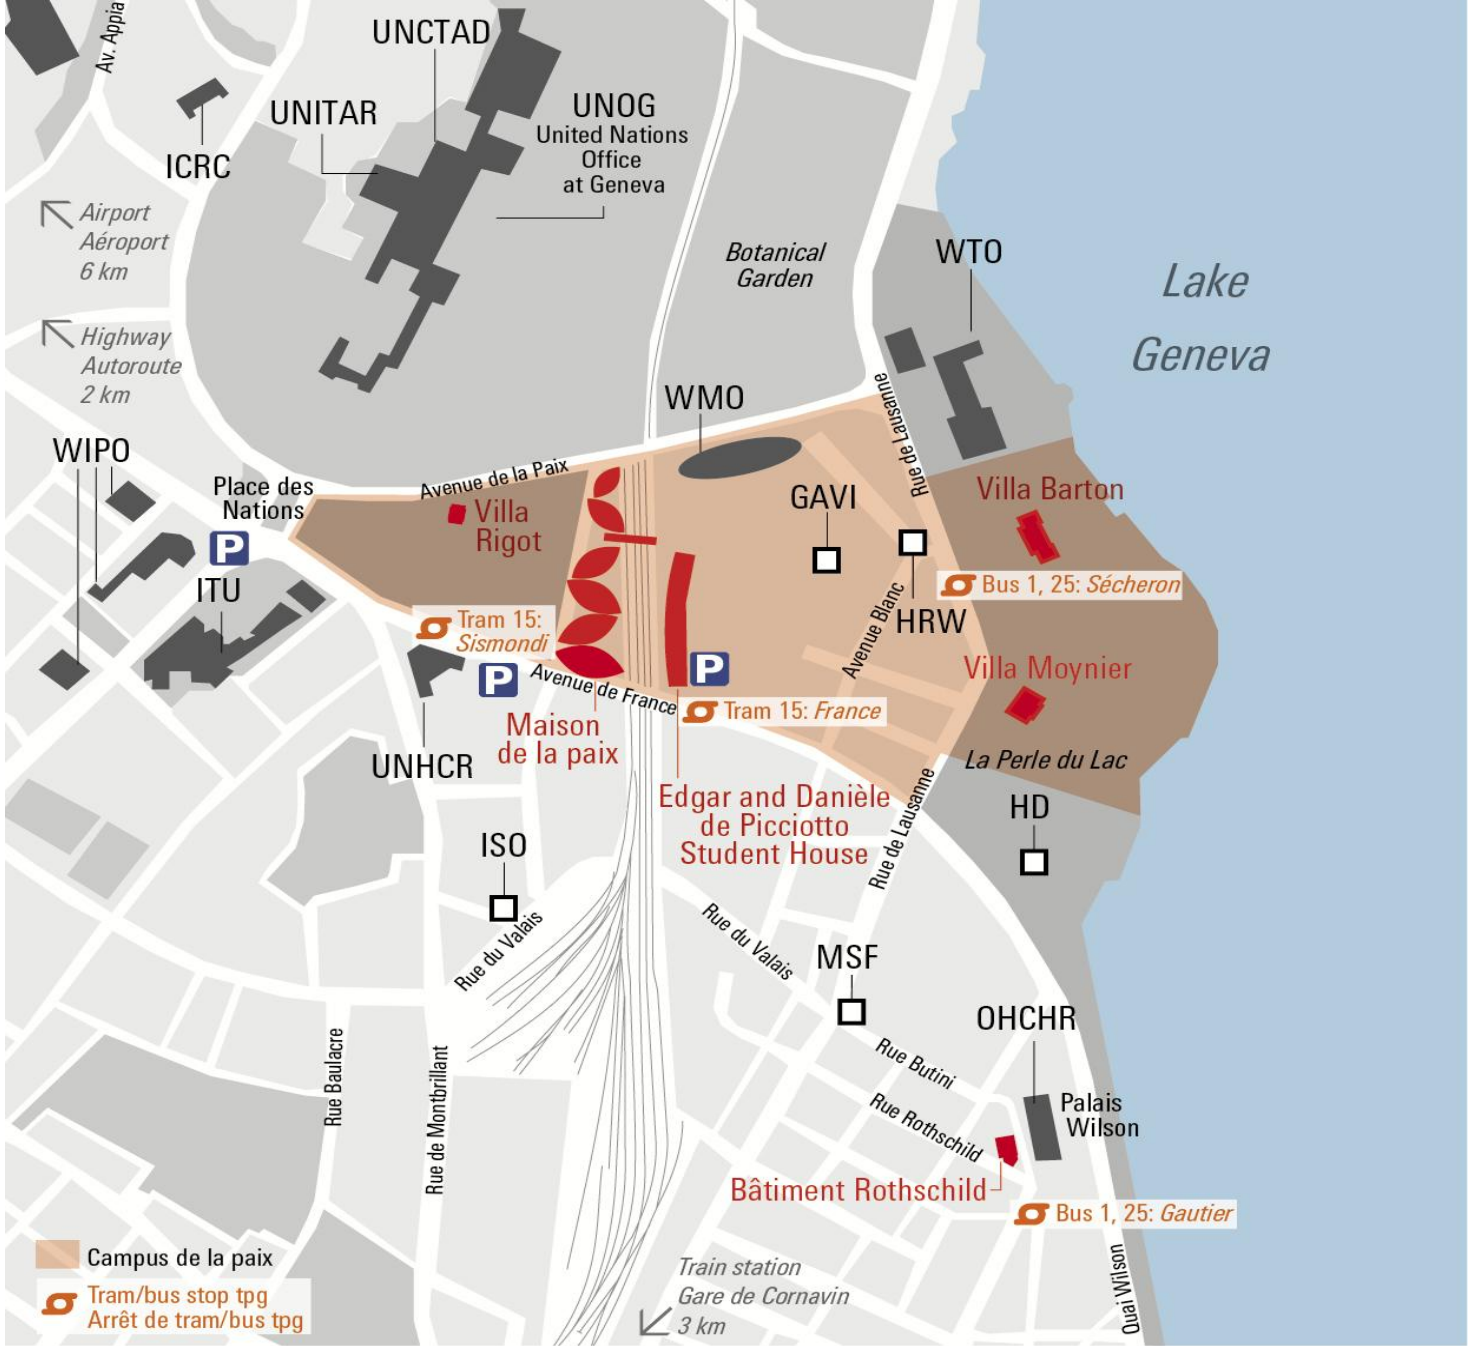 Av. Appia
UNCTAD
UNITAR
UNOG
United Nations
Office
at Geneva
ICRC
Airport
Aéroport
6 km
Botanical
Garden
WTO
Lake
Geneva
Highway
Autoroute
2 km
WMO
Rue de Lausanne
WIPO
Place des
Nations
Avenue de la Paix
Villa
Rigot
GAVI
Villa Barton
P
ITU
Bus 1, 25: Sécheron
Tram 15:
Sismondi
Avenue Blanc
HRW
P
P
Villa Moynier
Avenue de France
Tram 15: France
Maison
de la paix
UNHCR
La Perle du Lac
Edgar and Danièle
de Picciotto
Student House
Rue de Lausanne
HD
ISO
Rue du Valais
Rue du Valais
MSF
OHCHR
Rue Baulacre
Rue de Montbrillant
Rue Butini
Rue Rothschild
Palais
Wilson
Bâtiment Rothschild
Bus 1, 25: Gautier
Quai Wilson
Campus de la paix
Tram/bus stop tpg
Arrêt de tram/bus tpg
Train station
Gare de Cornavin
3 km